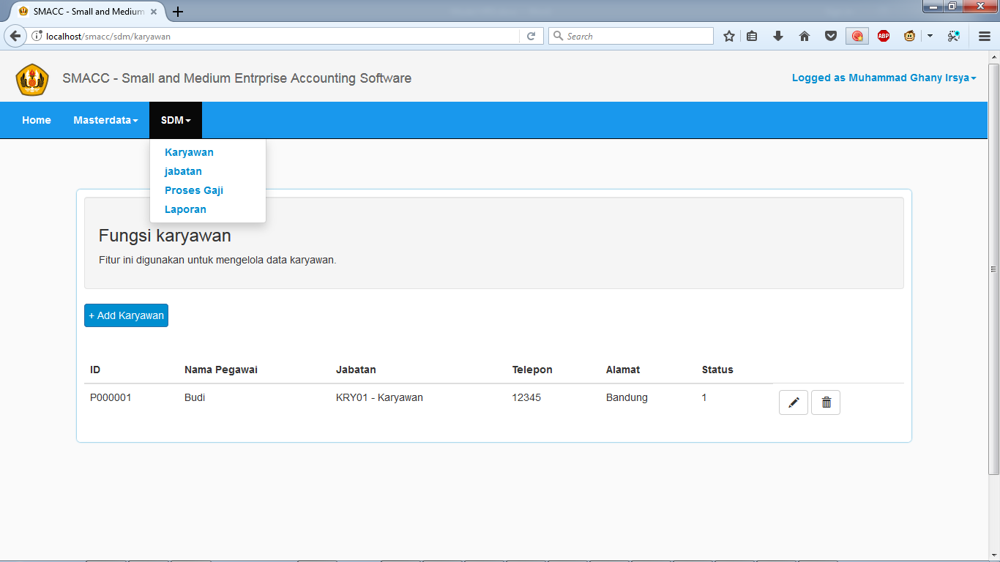 SMACC - Small and Medium
localhost/smacc/sdm/karyawan
Search
ABP
SMACC - Small and Medium Entrprise Accounting Software
Logged as Muhammad Ghany Irsya
Home Masterdata SDM
Karyawan
jabatan
Proses Gaji
Laporan
Fungsi karyawan
Fitur ini digunakan untuk mengelola data karyawan.
+ Add Karyawan
ID Nama Pegawai Jabatan Telepon Alamat Status
P000001 Budi KRY01 - Karyawan 12345 Bandung 1